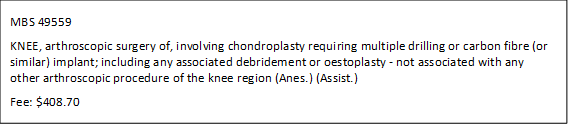 MBS 49559
KNEE, arthroscopic surgery of, involving chondroplasty requiring multiple drilling or carbon fibre (or
similar) implant; including any associated debridement or oestoplasty - not associated with any
other arthroscopic procedure of the knee region (Anes.) (Assist.)
Fee: $408.70